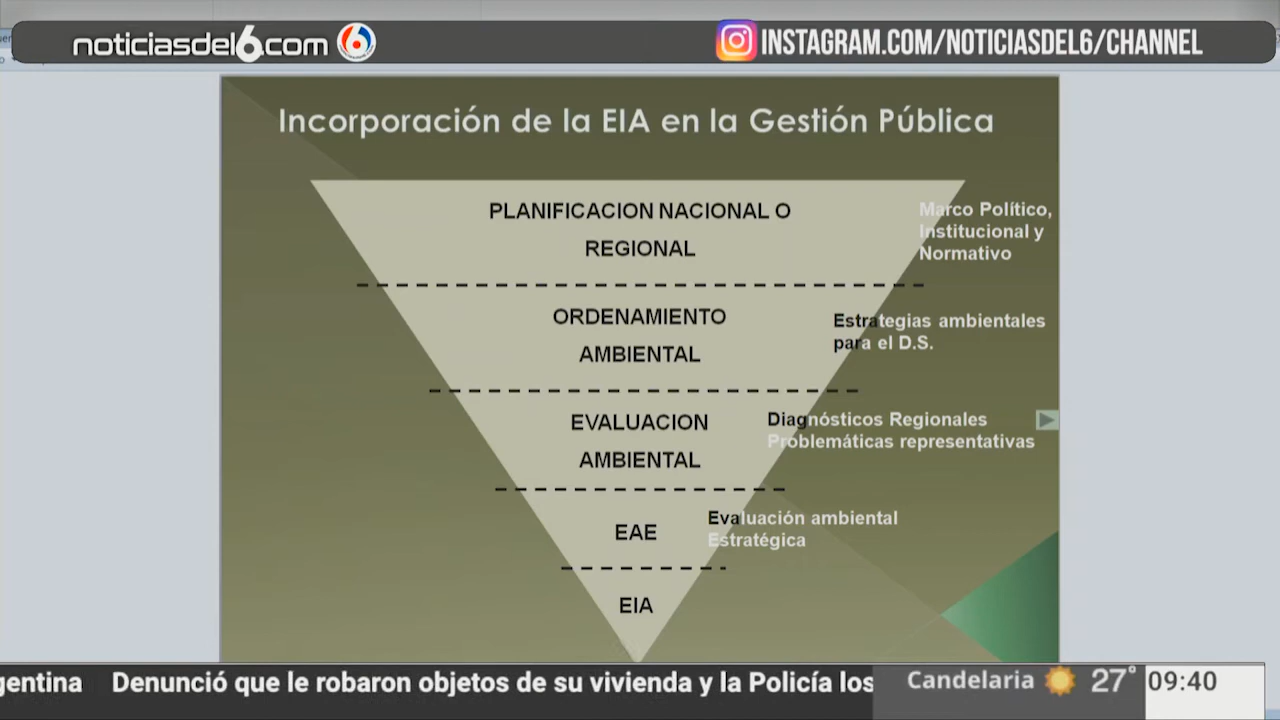 noticiasdel6.com
INSTAGRAM.COM/NOTICIASDEL6/CHANNEL
Incorporación de la EIA en la Gestión Pública
PLANIFICACION NACIONAL O
REGIONAL
Marco Político,
Institucional y
Normativo
ORDENAMIENTO
AMBIENTAL
Estrategias ambientales
para el D.S.
EVALUACION
AMBIENTAL
Diagnósticos Regionales
Problemáticas representativas
EAE
Evaluación ambiental
Estratégica
EIA
gentina Denunció que le robaron objetos de su vivienda y la Policía los
Candelaria 27° 09:40